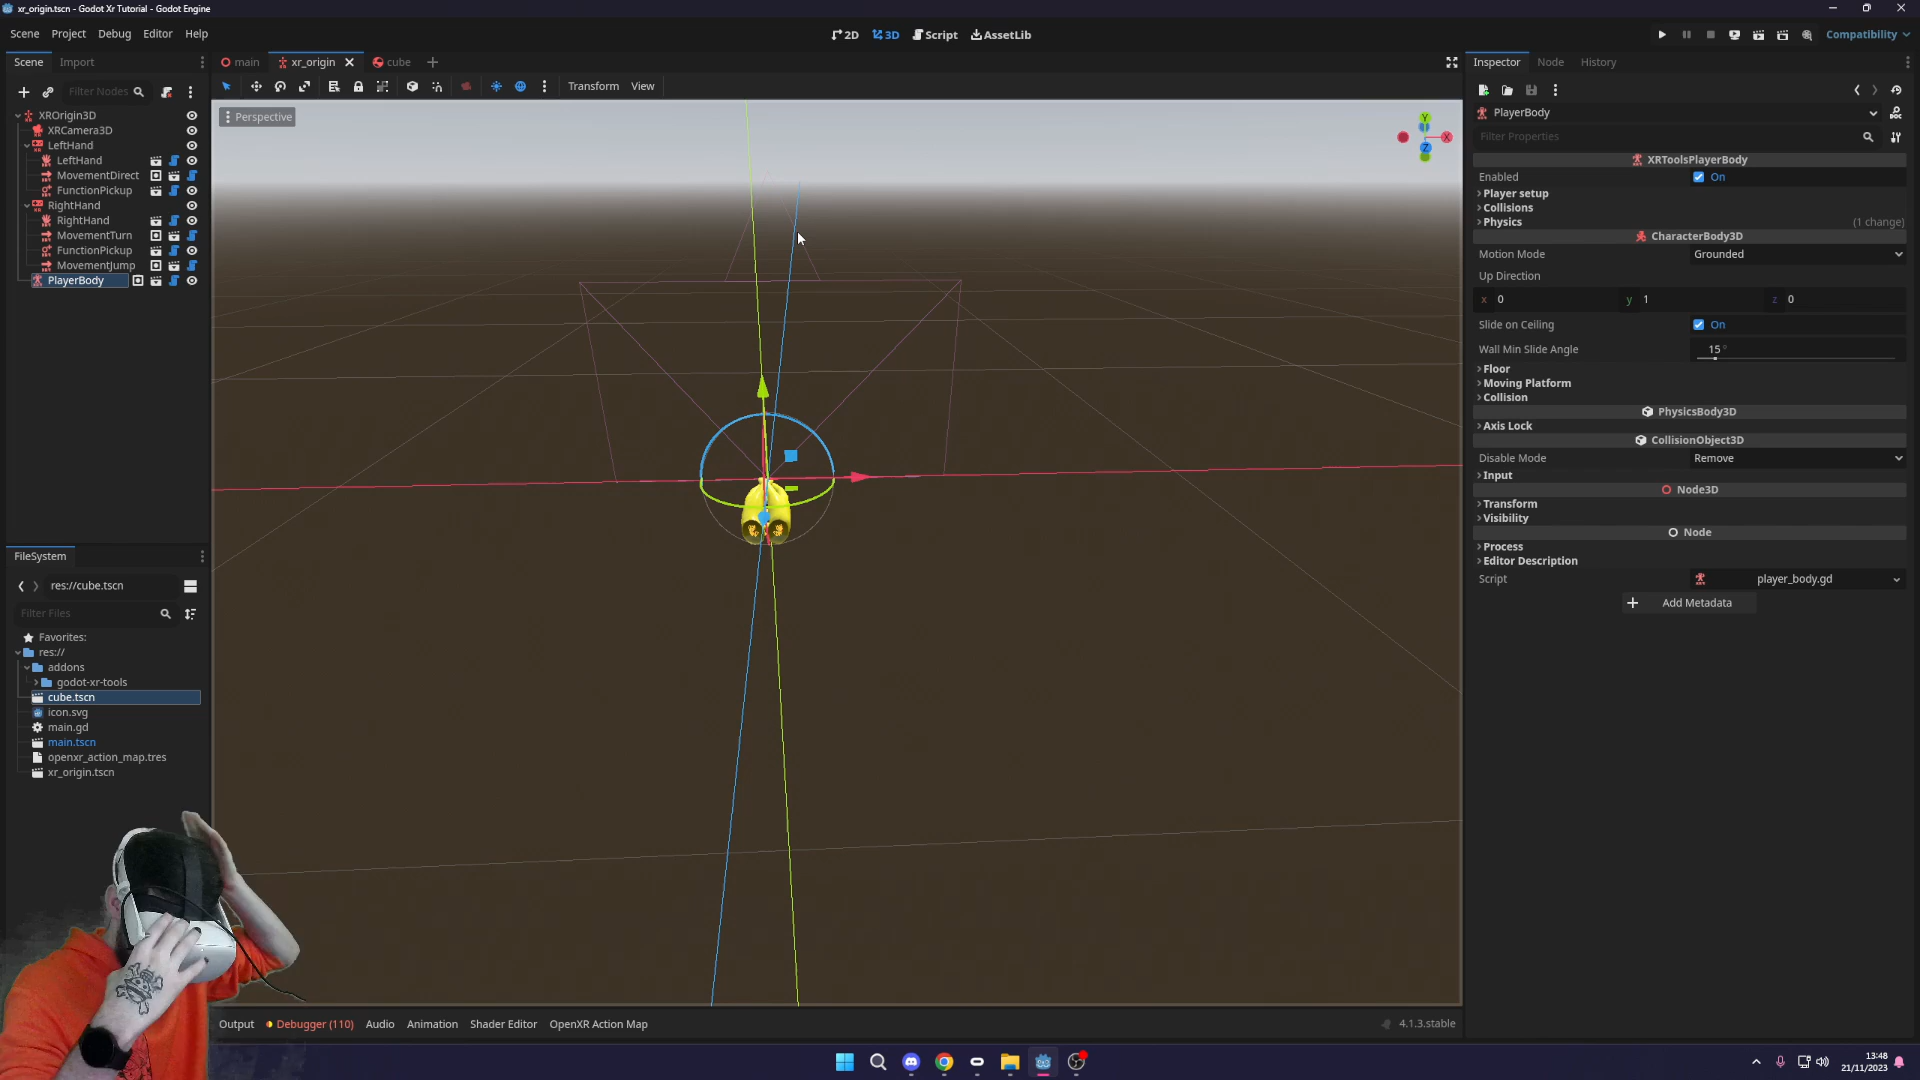 xr_origin.tscn - Godot Xr Tutorial - Godot Engine
Scene Project Debug Editor Help
2D 3D Script AssetLib
Compatibility
Scene Import
main xr_origin cube
Inspector Node History
Filter Nodes
Transform View
XROrigin3D
XRCamera3D
LeftHand
LeftHand
MovementDirect
FunctionPickup
RightHand
RightHand
MovementTurn
FunctionPickup
MovementJump
PlayerBody
Perspective
Y
X
Z
PlayerBody
Filter Properties
XRToolsPlayerBody
Enabled On
Player setup
Collisions
Physics (1 change)
CharacterBody3D
Motion Mode Grounded
Up Direction
x 0 y 1 z 0
Slide on Ceiling On
Wall Min Slide Angle 15 °
Floor
Moving Platform
Collision
PhysicsBody3D
Axis Lock
CollisionObject3D
Disable Mode Remove
Input
Node3D
Transform
Visibility
Node
Process
Editor Description
Script player_body.gd
Add Metadata
FileSystem
res://cube.tscn
Filter Files
Favorites:
res://
addons
godot-xr-tools
cube.tscn
icon.svg
main.gd
main.tscn
openxr_action_map.tres
xr_origin.tscn
Output Debugger (110) Audio Animation Shader Editor OpenXR Action Map
4.1.3.stable
13:48
21/11/2023